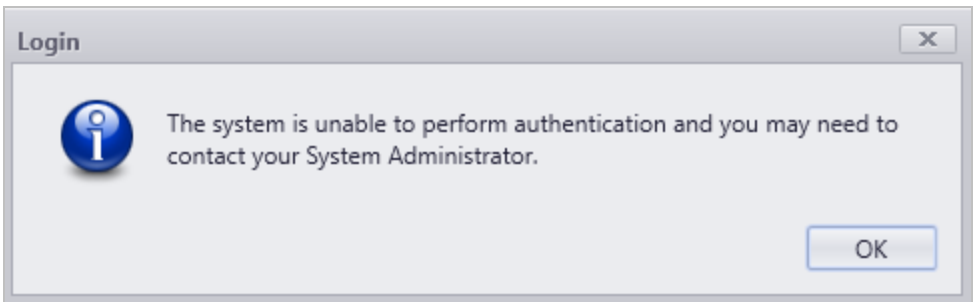 Login
The system is unable to perform authentication and you may need to
contact your System Administrator.
OK